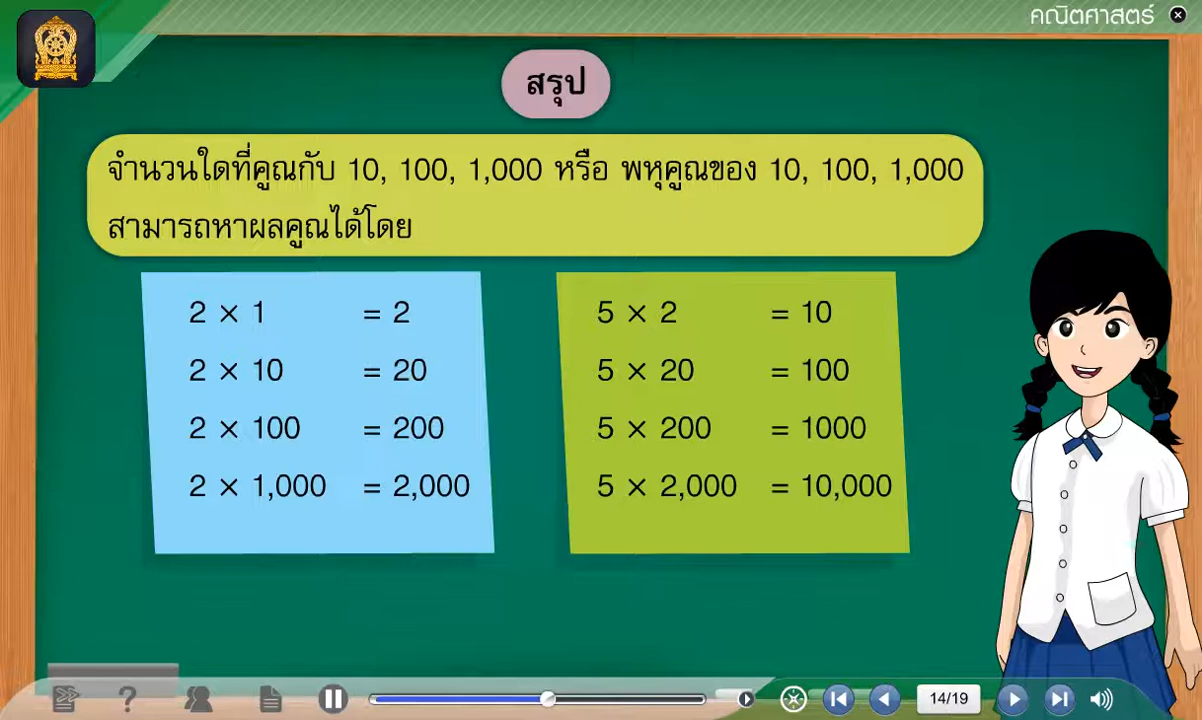 คณิตศาสตร์
สรุป
จำนวนใดที่คูณกับ 10, 100, 1,000 หรือ พหุคูณของ 10, 100, 1,000
สามารถหาผลคูณได้โดย
2 × 1 = 2
2 × 10 = 20
2 × 100 = 200
2 × 1,000 = 2,000
5 × 2 = 10
5 × 20 = 100
5 × 200 = 1000
5 × 2,000 = 10,000
14/19